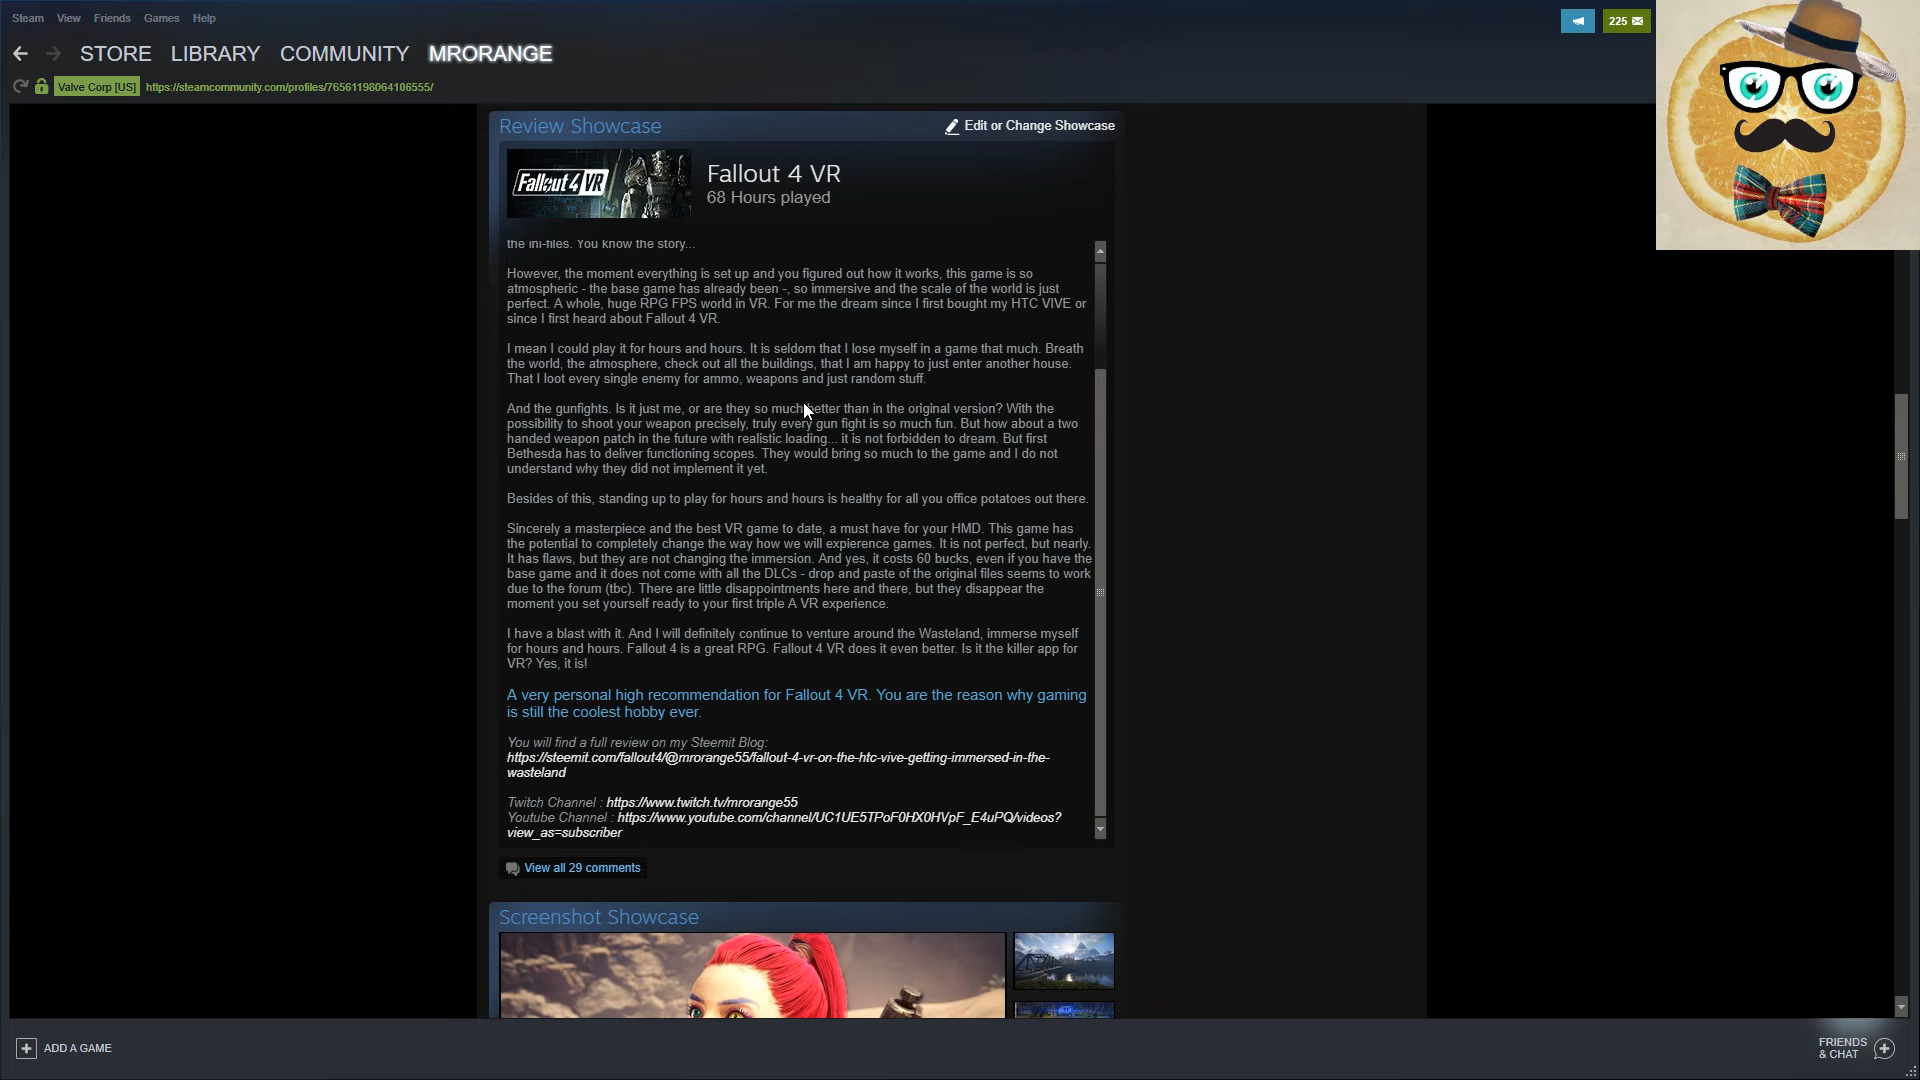 Steam View Friends Games Help
225
STORE LIBRARY COMMUNITY MRORANGE
Valve Corp [US] https://steamcommunity.com/profiles/76561198064106555/
Review Showcase
Edit or Change Showcase
Fallout 4 VR
Fallout 4 VR
68 Hours played
the ini-files. You know the story...
However, the moment everything is set up and you figured out how it works, this game is so
atmospheric - the base game has already been -, so immersive and the scale of the world is just
perfect. A whole, huge RPG FPS world in VR. For me the dream since I first bought my HTC VIVE or
since I first heard about Fallout 4 VR.
I mean I could play it for hours and hours. It is seldom that I lose myself in a game that much. Breath
the world, the atmosphere, check out all the buildings, that I am happy to just enter another house.
That I loot every single enemy for ammo, weapons and just random stuff.
And the gunfights. Is it just me, or are they so much better than in the original version? With the
possibility to shoot your weapon precisely, truly every gun fight is so much fun. But how about a two
handed weapon patch in the future with realistic loading... it is not forbidden to dream. But first
Bethesda has to deliver functioning scopes. They would bring so much to the game and I do not
understand why they did not implement it yet.
Besides of this, standing up to play for hours and hours is healthy for all you office potatoes out there.
Sincerely a masterpiece and the best VR game to date, a must have for your HMD. This game has
the potential to completely change the way how we will expierence games. It is not perfect, but nearly.
It has flaws, but they are not changing the immersion. And yes, it costs 60 bucks, even if you have the
base game and it does not come with all the DLCs - drop and paste of the original files seems to work
due to the forum (tbc). There are little disappointments here and there, but they disappear the
moment you set yourself ready to your first triple A VR experience.
I have a blast with it. And I will definitely continue to venture around the Wasteland, immerse myself
for hours and hours. Fallout 4 is a great RPG. Fallout 4 VR does it even better. Is it the killer app for
VR? Yes, it is!
A very personal high recommendation for Fallout 4 VR. You are the reason why gaming
is still the coolest hobby ever.
You will find a full review on my Steemit Blog:
https://steemit.com/fallout4/@mrorange55/fallout-4-vr-on-the-htc-vive-getting-immersed-in-the-
wasteland
Twitch Channel : https://www.twitch.tv/mrorange55
Youtube Channel : https://www.youtube.com/channel/UC1UE5TPoF0HX0HVpF_E4uPQ/videos?
view_as=subscriber
View all 29 comments
Screenshot Showcase
ADD A GAME
FRIENDS
& CHAT